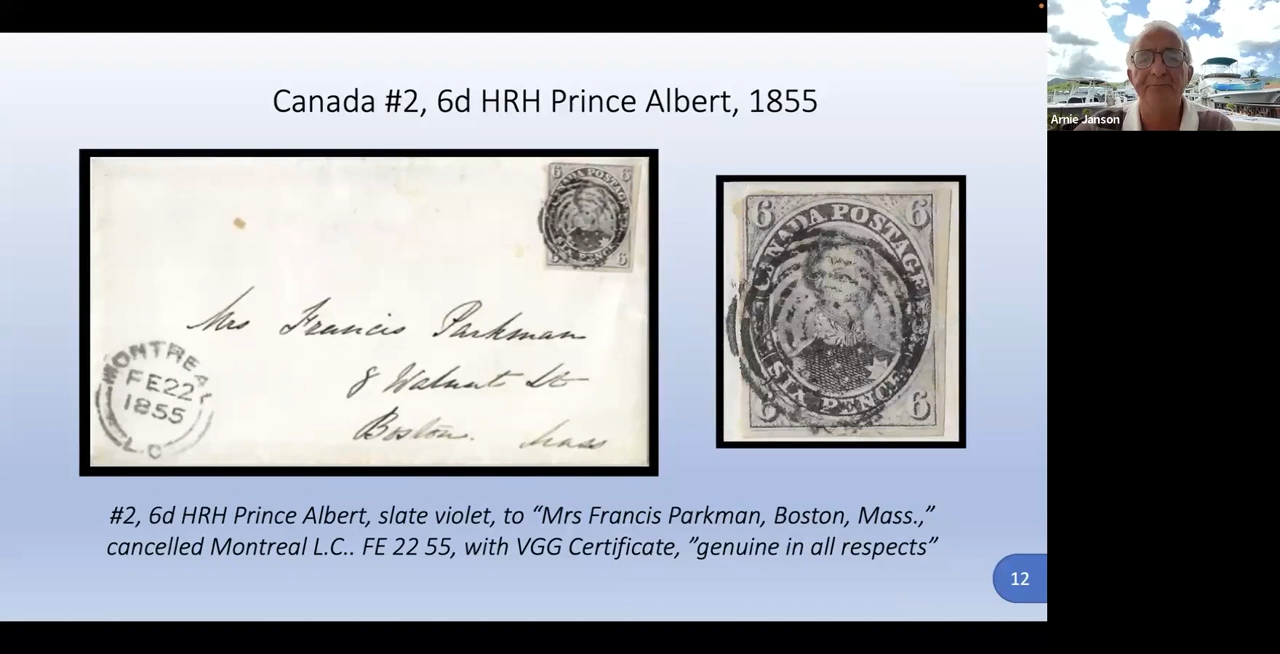 Canada #2, 6d HRH Prince Albert, 1855
Arnie Janson
6 6
CANADA POSTAGE
SIX PENCE
6 6
Mrs Francis Parkman
8 Walnut St
Boston. Mass
MONTREAL
FE 22
1855
L.C
6 6
CANADA POSTAGE
SIX PENCE
6 6
#2, 6d HRH Prince Albert, slate violet, to “Mrs Francis Parkman, Boston, Mass.,”
cancelled Montreal L.C.. FE 22 55, with VGG Certificate, ”genuine in all respects”
12